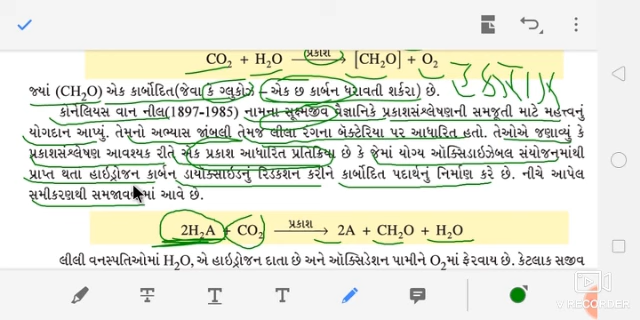 CO₂ + H₂O પ્રકાશ→ [CH₂O] + O₂
જ્યાં (CH₂O) એક કાર્બોદિત(જેવા કે ગ્લુકોઝ – એક છ કાર્બન ધરાવતી શર્કરા) છે.
કોર્નેલિયસ વાન નીલ(1897-1985) નામના સૂક્ષ્મજીવ વૈજ્ઞાનિકે પ્રકાશસંશ્લેષણની સમજૂતી માટે મહત્ત્વનું
યોગદાન આપ્યું. તેમનો અભ્યાસ જાંબલી તેમજ લીલા રંગના બૅક્ટેરિયા પર આધારિત હતો. તેઓએ જણાવ્યું કે
પ્રકાશસંશ્લેષણ આવશ્યક રીતે એક પ્રકાશ આધારિત પ્રતિક્રિયા છે કે જેમાં યોગ્ય ઑક્સિડાઇઝેબલ સંયોજનમાંથી
પ્રાપ્ત થતા હાઇડ્રોજન કાર્બન ડાયૉક્સાઇડનું રિડક્શન કરીને કાર્બોદિત પદાર્થનું નિર્માણ કરે છે. નીચે આપેલ
સમીકરણથી સમજાવવામાં આવે છે.
2H₂A + CO₂ પ્રકાશ→ 2A + CH₂O + H₂O
લીલી વનસ્પતિઓમાં H₂O, એ હાઇડ્રોજન દાતા છે અને ઑક્સિડેશન પામીને O₂માં ફેરવાય છે. કેટલાક સજીવ
V RECORDER